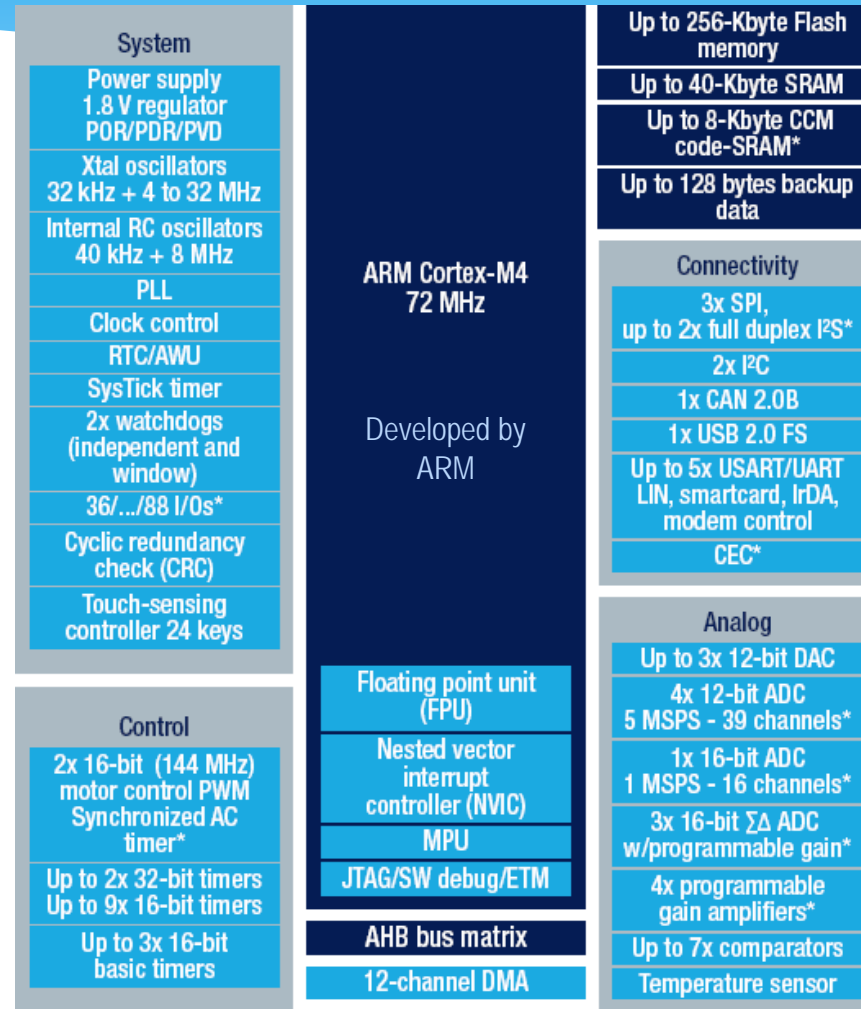 System
Power supply
1.8 V regulator
POR/PDR/PVD
Xtal oscillators
32 kHz + 4 to 32 MHz
Internal RC oscillators
40 kHz + 8 MHz
PLL
Clock control
RTC/AWU
SysTick timer
2x watchdogs
(independent and
window)
36/.../88 I/Os*
Cyclic redundancy
check (CRC)
Touch-sensing
controller 24 keys
Control
2x 16-bit (144 MHz)
motor control PWM
Synchronized AC
timer*
Up to 2x 32-bit timers
Up to 9x 16-bit timers
Up to 3x 16-bit
basic timers
ARM Cortex-M4
72 MHz
Developed by
ARM
Floating point unit
(FPU)
Nested vector
interrupt
controller (NVIC)
MPU
JTAG/SW debug/ETM
AHB bus matrix
12-channel DMA
Up to 256-Kbyte Flash
memory
Up to 40-Kbyte SRAM
Up to 8-Kbyte CCM
code-SRAM*
Up to 128 bytes backup
data
Connectivity
3x SPI,
up to 2x full duplex I²S*
2x I²C
1x CAN 2.0B
1x USB 2.0 FS
Up to 5x USART/UART
LIN, smartcard, IrDA,
modem control
CEC*
Analog
Up to 3x 12-bit DAC
4x 12-bit ADC
5 MSPS - 39 channels*
1x 16-bit ADC
1 MSPS - 16 channels*
3x 16-bit ∑∆ ADC
w/programmable gain*
4x programmable
gain amplifiers*
Up to 7x comparators
Temperature sensor